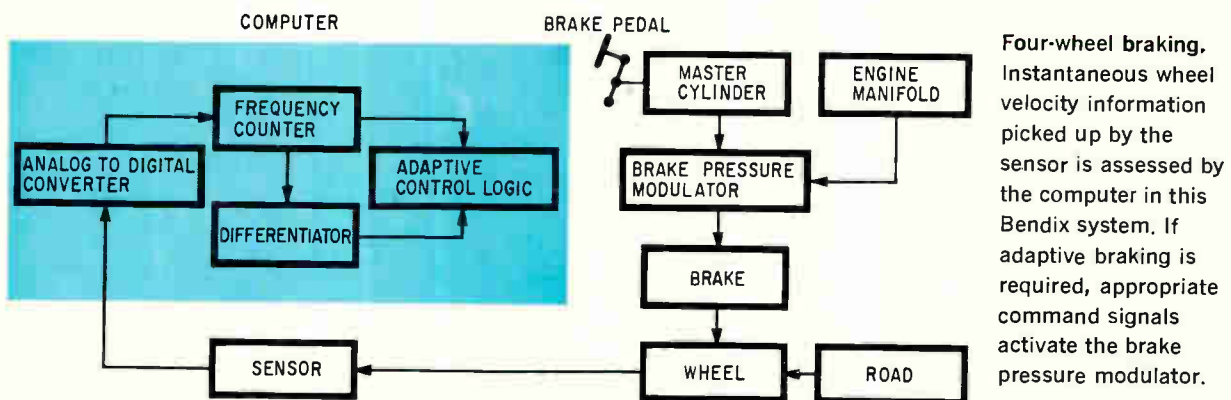 COMPUTER
BRAKE PEDAL
FREQUENCY
COUNTER
ANALOG TO DIGITAL
CONVERTER
ADAPTIVE
CONTROL LOGIC
DIFFERENTIATOR
SENSOR
MASTER
CYLINDER
ENGINE
MANIFOLD
BRAKE PRESSURE
MODULATOR
BRAKE
WHEEL
ROAD
Four-wheel braking.
Instantaneous wheel
velocity information
picked up by the
sensor is assessed by
the computer in this
Bendix system. If
adaptive braking is
required, appropriate
command signals
activate the brake
pressure modulator.